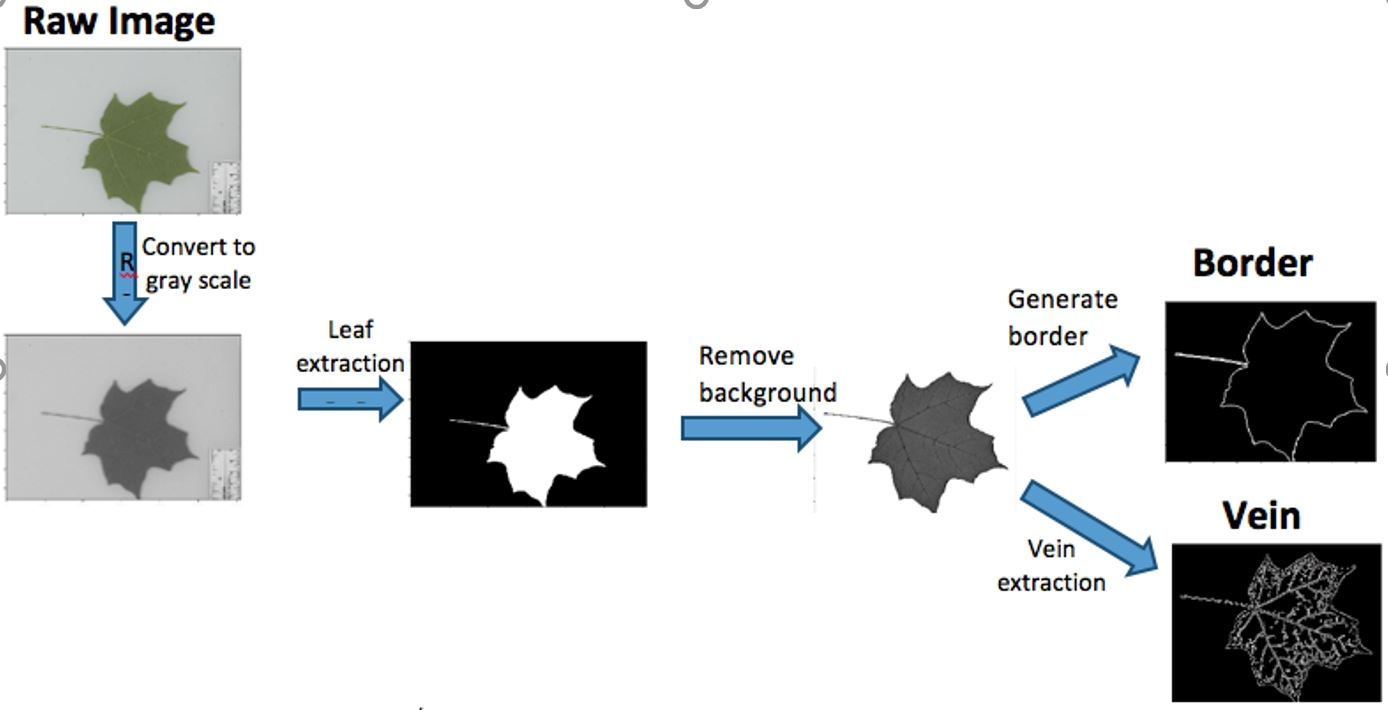 Raw Image
R
-
Convert to
gray scale
Leaf
extraction
- -
Remove
background
Generate
border
Border
Vein
extraction
Vein